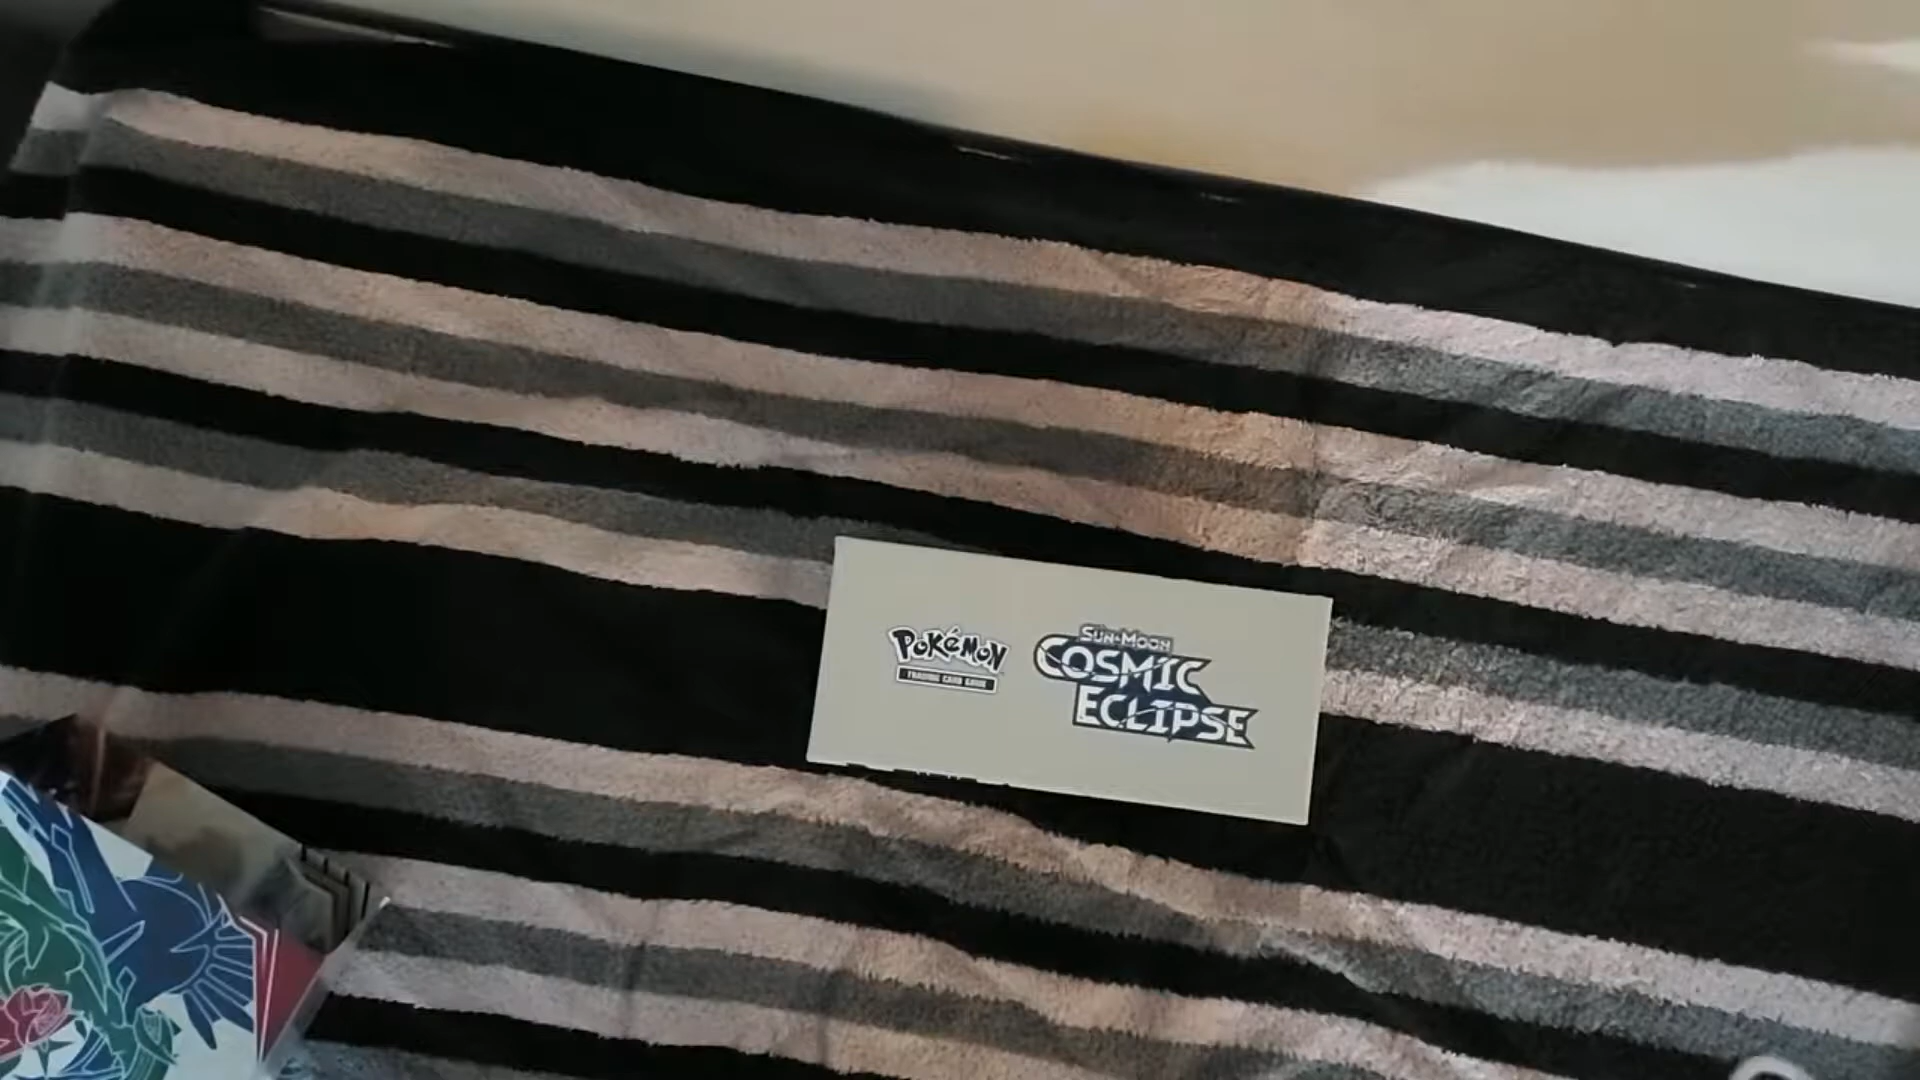 POKéMON
TRADING CARD GAME
SUN & MOON
COSMIC
ECLIPSE